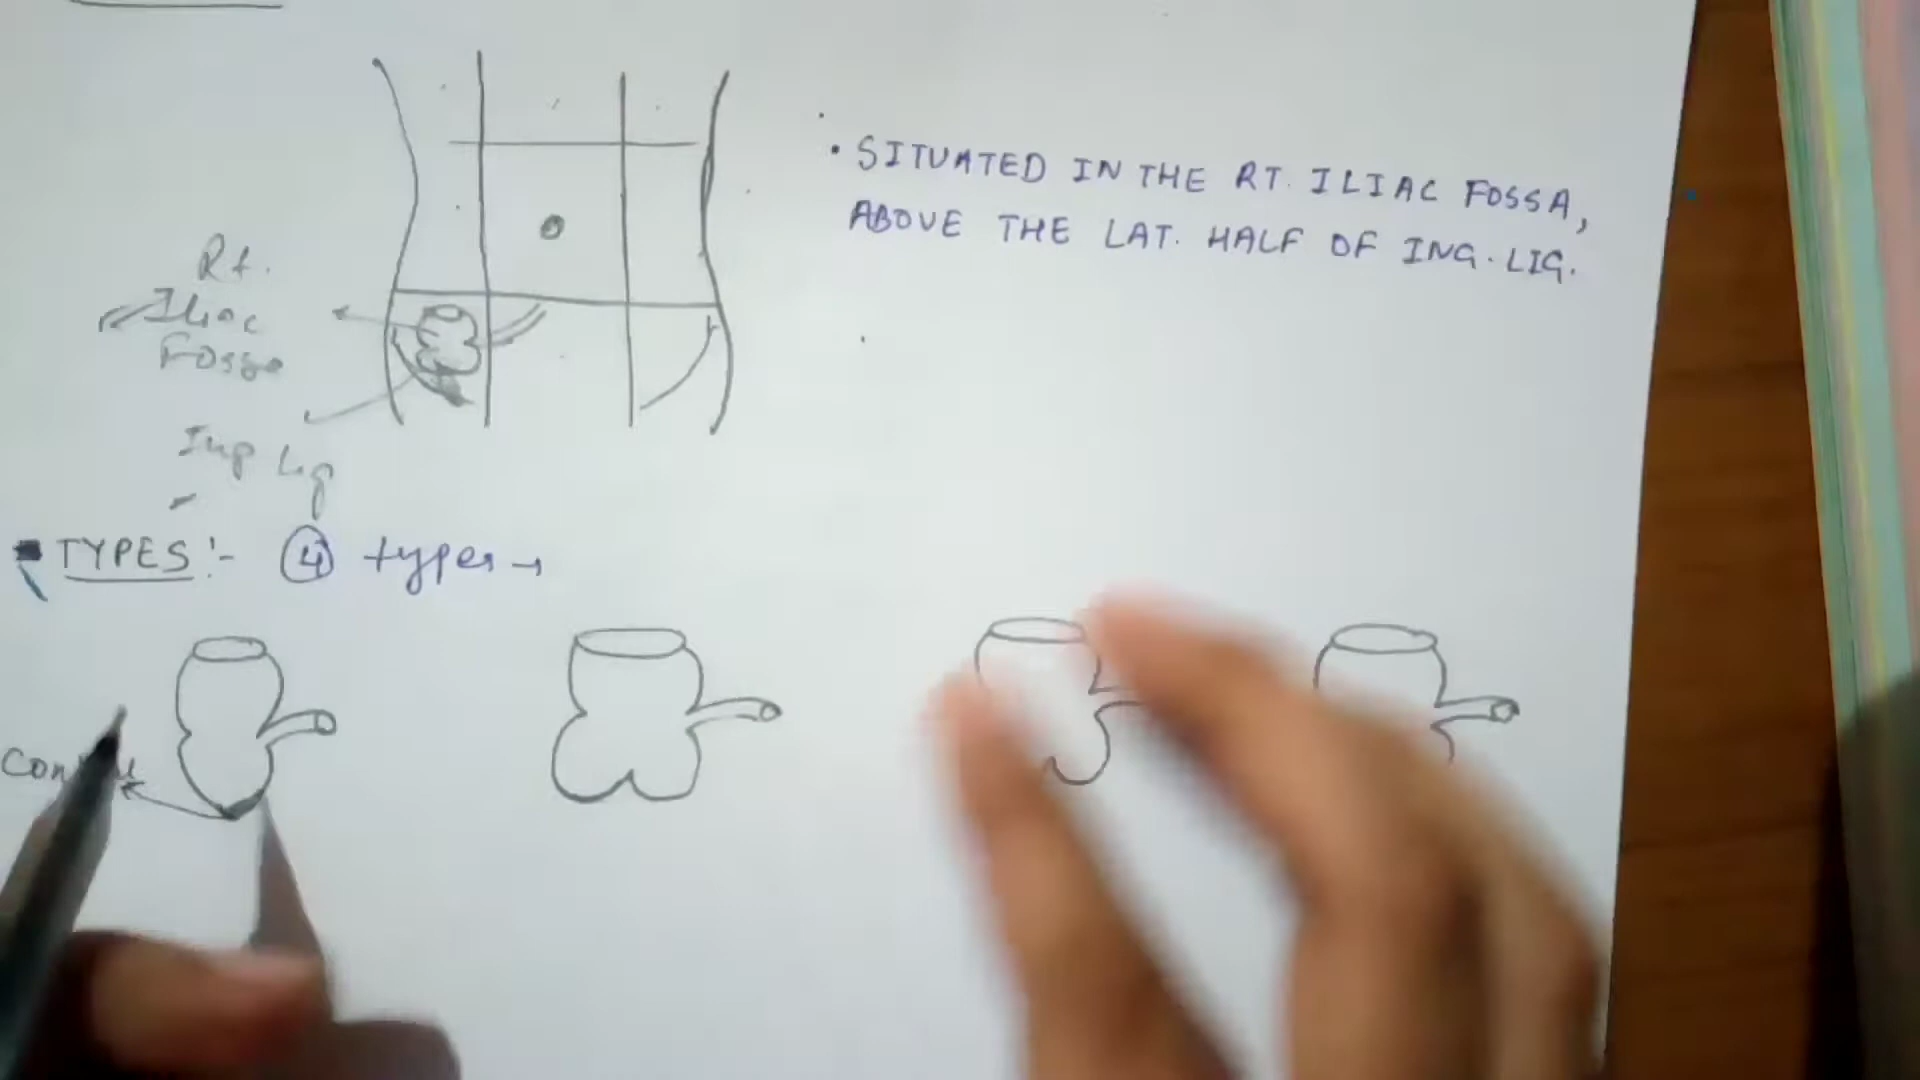 • SITUATED IN THE RT. ILIAC FOSSA,
ABOVE THE LAT. HALF OF ING. LIG.
Rt.
Iliac
Fossa
Ing Lig
TYPES :- 4 types →